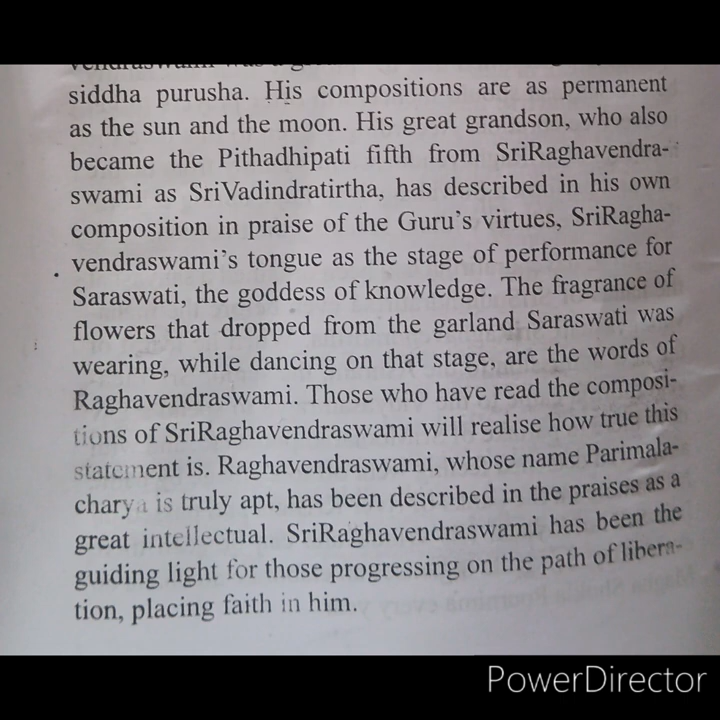 siddha purusha. His compositions are as permanent
as the sun and the moon. His great grandson, who also
became the Pithadhipati fifth from SriRaghavendra-
swami as SriVadindratirtha, has described in his own
composition in praise of the Guru's virtues, SriRagha-
vendraswami's tongue as the stage of performance for
Saraswati, the goddess of knowledge. The fragrance of
flowers that dropped from the garland Saraswati was
wearing, while dancing on that stage, are the words of
Raghavendraswami. Those who have read the composi-
tions of SriRaghavendraswami will realise how true this
statement is. Raghavendraswami, whose name Parimala-
charya is truly apt, has been described in the praises as a
great intellectual. SriRaghavendraswami has been the
guiding light for those progressing on the path of libera-
tion, placing faith in him.
PowerDirector